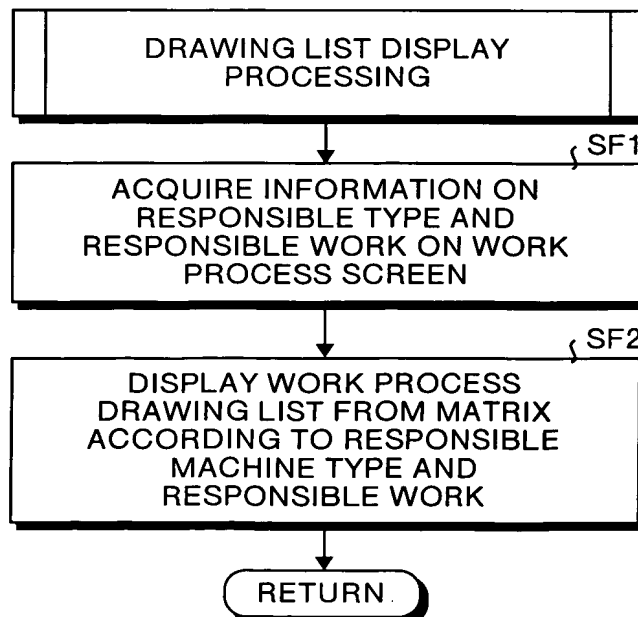 DRAWING LIST DISPLAY
PROCESSING
SF1
ACQUIRE INFORMATION ON
RESPONSIBLE TYPE AND
RESPONSIBLE WORK ON WORK
PROCESS SCREEN
SF2
DISPLAY WORK PROCESS
DRAWING LIST FROM MATRIX
ACCORDING TO RESPONSIBLE
MACHINE TYPE AND
RESPONSIBLE WORK
RETURN